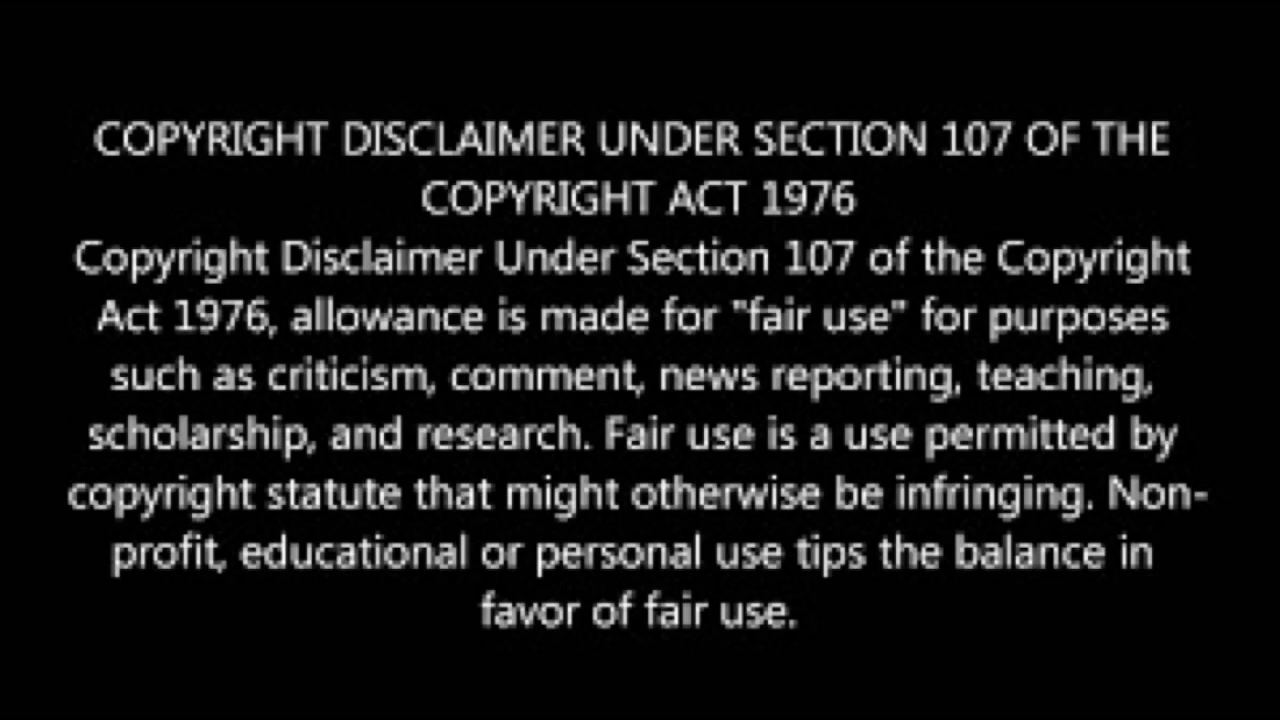 COPYRIGHT DISCLAIMER UNDER SECTION 107 OF THE
COPYRIGHT ACT 1976
Copyright Disclaimer Under Section 107 of the Copyright
Act 1976, allowance is made for "fair use" for purposes
such as criticism, comment, news reporting, teaching,
scholarship, and research. Fair use is a use permitted by
copyright statute that might otherwise be infringing. Non-
profit, educational or personal use tips the balance in
favor of fair use.